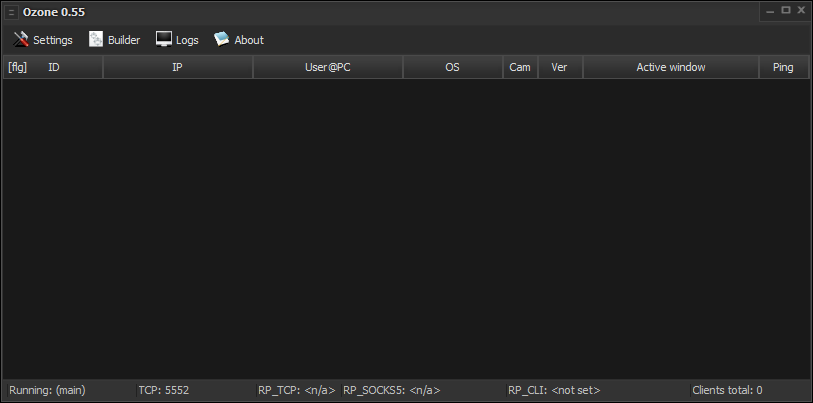 Ozone 0.55
Settings Builder Logs About
[flg] ID IP User@PC OS Cam Ver Active window Ping
Running: (main) TCP: 5552 RP_TCP: <n/a> RP_SOCKS5: <n/a> RP_CLI: <not set> Clients total: 0